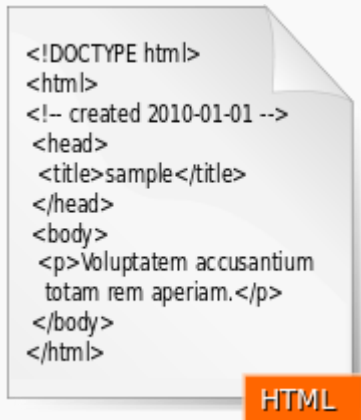 <!DOCTYPE html>
<html>
<!-- created 2010-01-01 -->
<head>
<title>sample</title>
</head>
<body>
<p>Voluptatem accusantium
totam rem aperiam.</p>
</body>
</html>
HTML